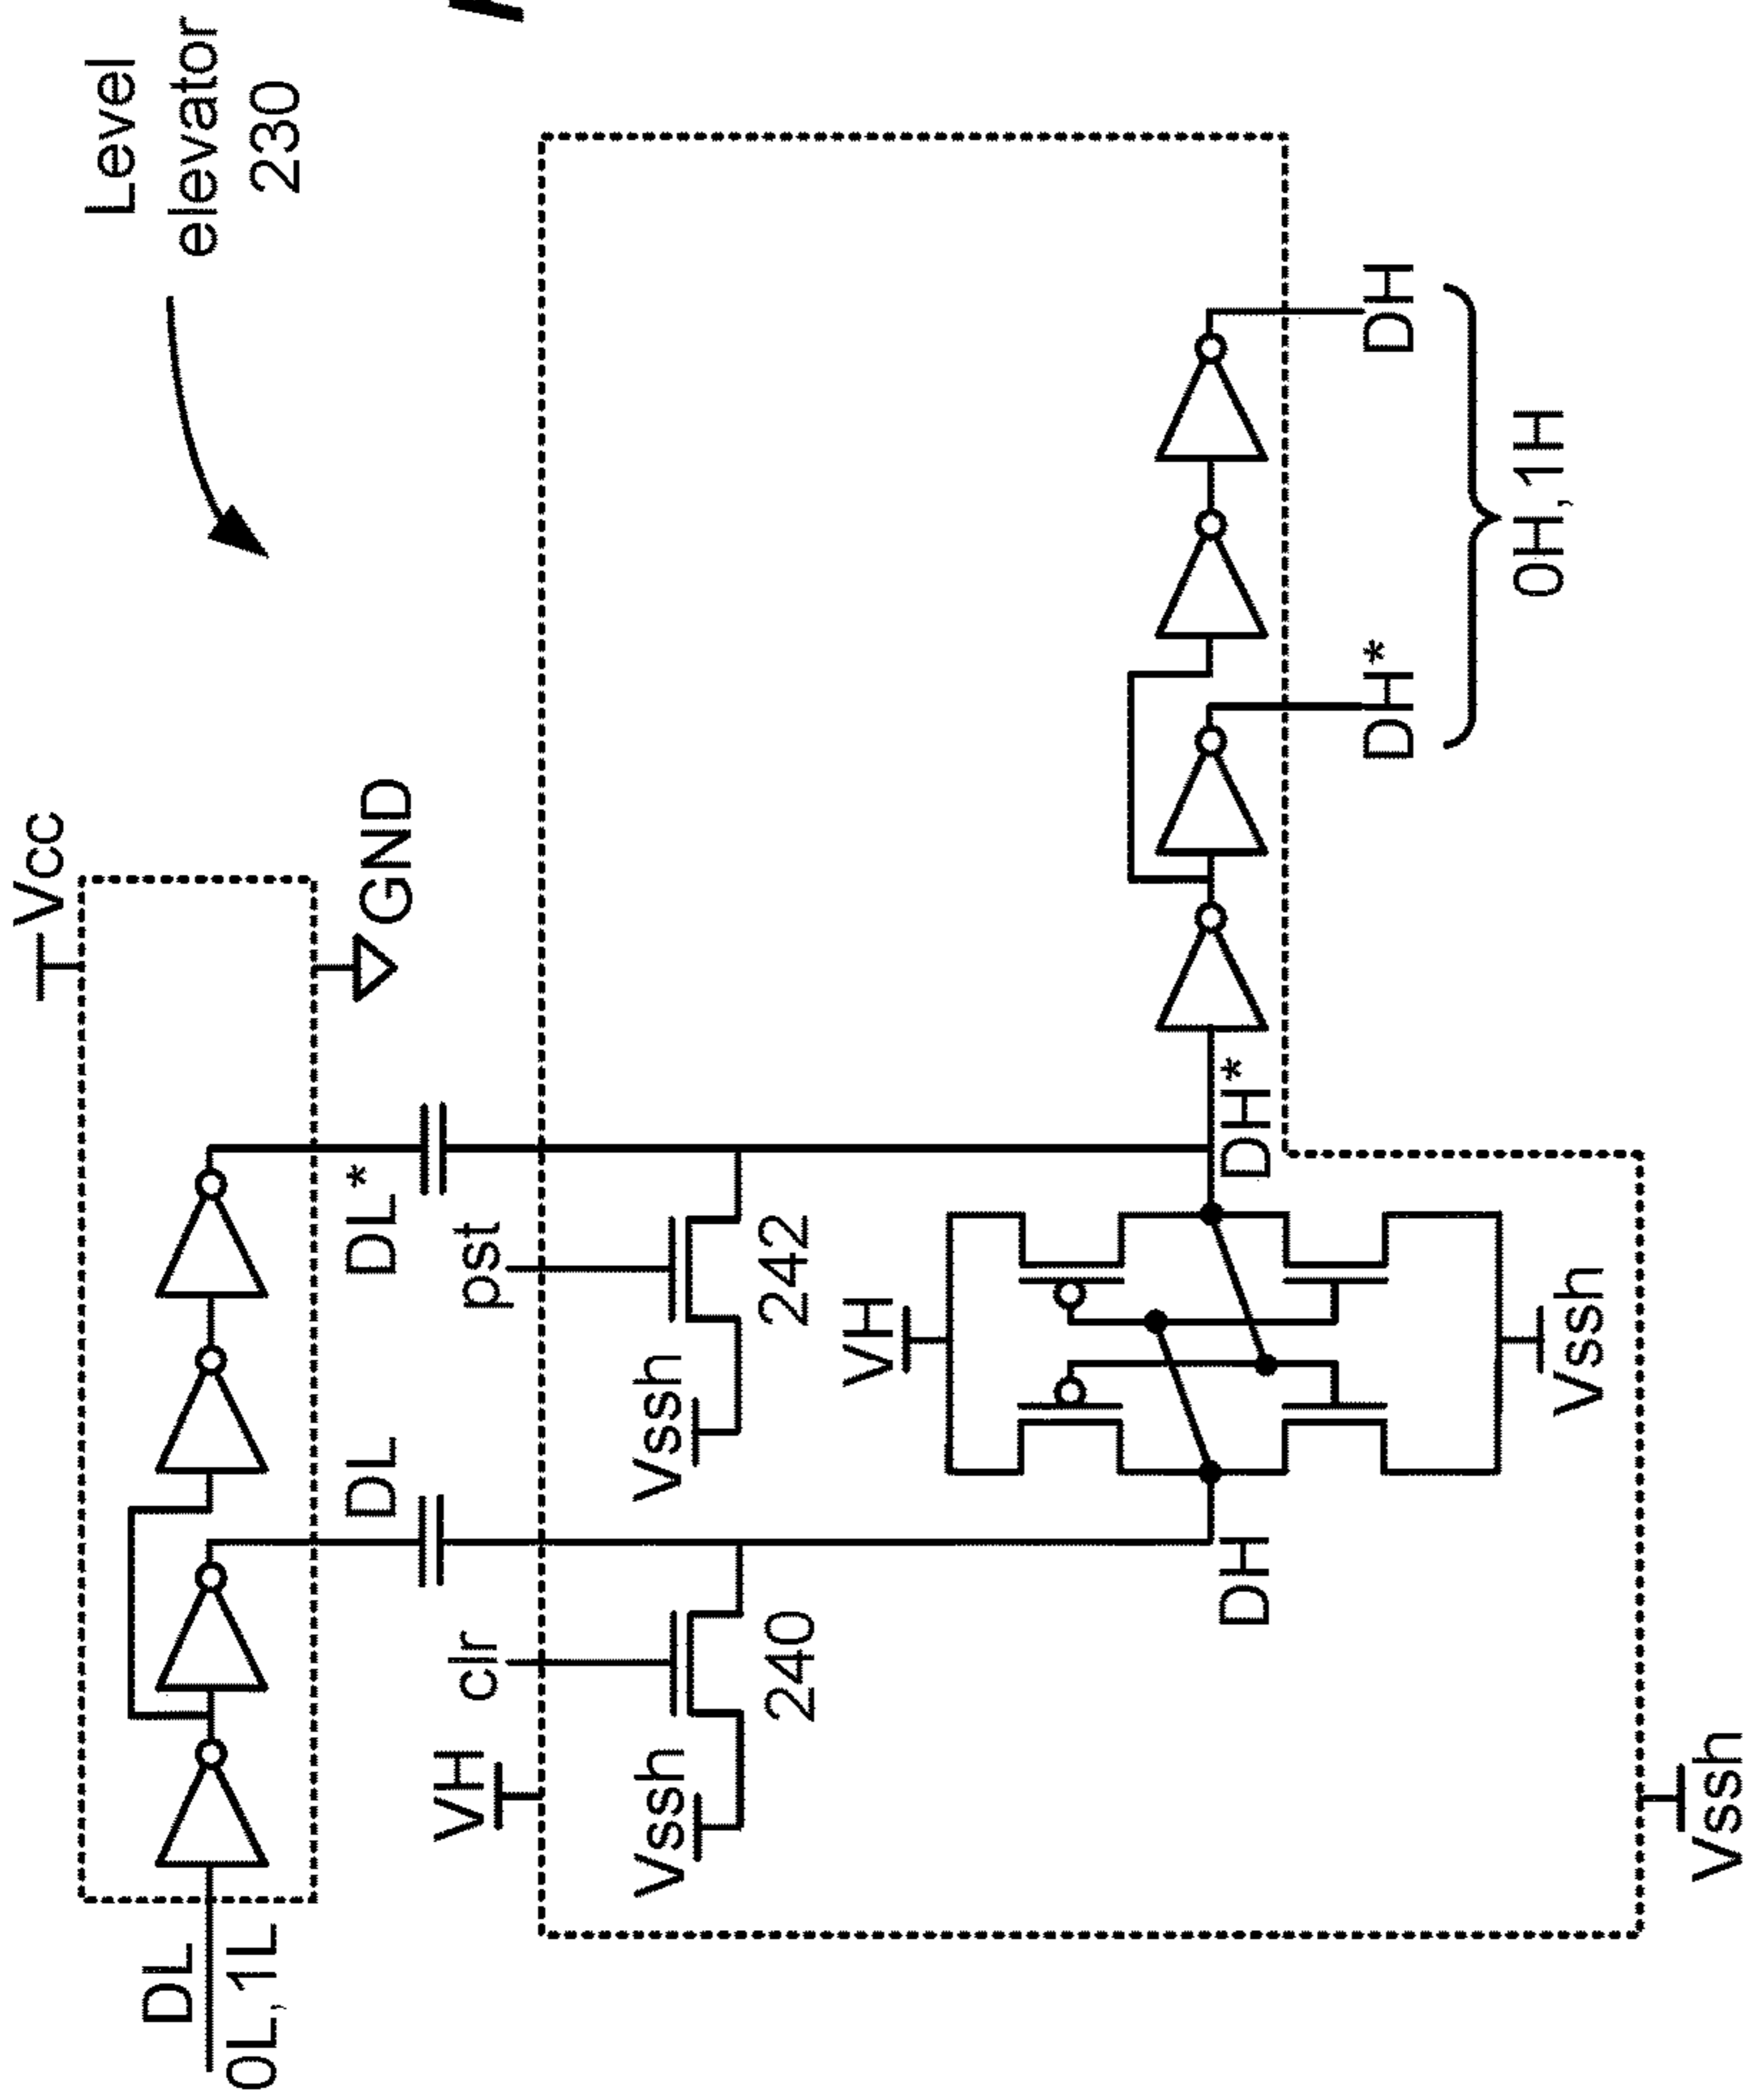 Level
elevator
230
Vcc
DL
0L,1L
GND
DL
DL*
VH
clr
pst
Vssh
240
Vssh
242
VH
DH
DH*
Vssh
DH*
DH
0H,1H
Vssh